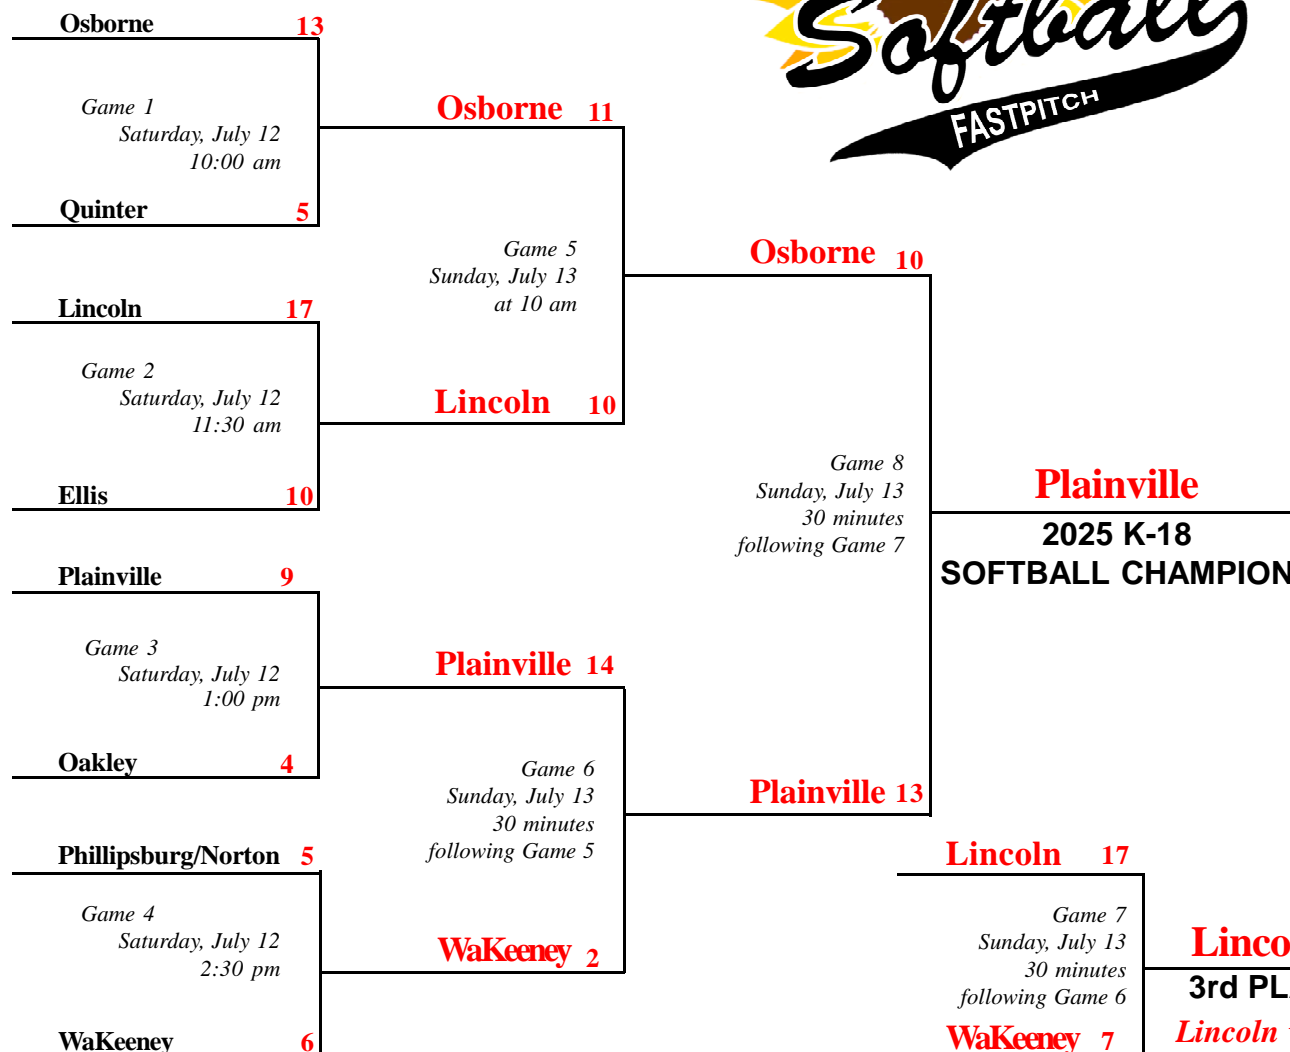 Softball
FASTPITCH
Osborne 13
Game 1
Saturday, July 12
10:00 am
Quinter 5
Osborne 11
Game 5
Sunday, July 13
at 10 am
Lincoln 17
Game 2
Saturday, July 12
11:30 am
Ellis 10
Lincoln 10
Osborne 10
Game 8
Sunday, July 13
30 minutes
following Game 7
Plainville
2025 K-18
SOFTBALL CHAMPION
Plainville 9
Game 3
Saturday, July 12
1:00 pm
Oakley 4
Plainville 14
Game 6
Sunday, July 13
30 minutes
following Game 5
Plainville 13
Phillipsburg/Norton 5
Game 4
Saturday, July 12
2:30 pm
WaKeeney 6
WaKeeney 2
Lincoln 17
Game 7
Sunday, July 13
30 minutes
following Game 6
WaKeeney 7
Linco
3rd PL
Lincoln